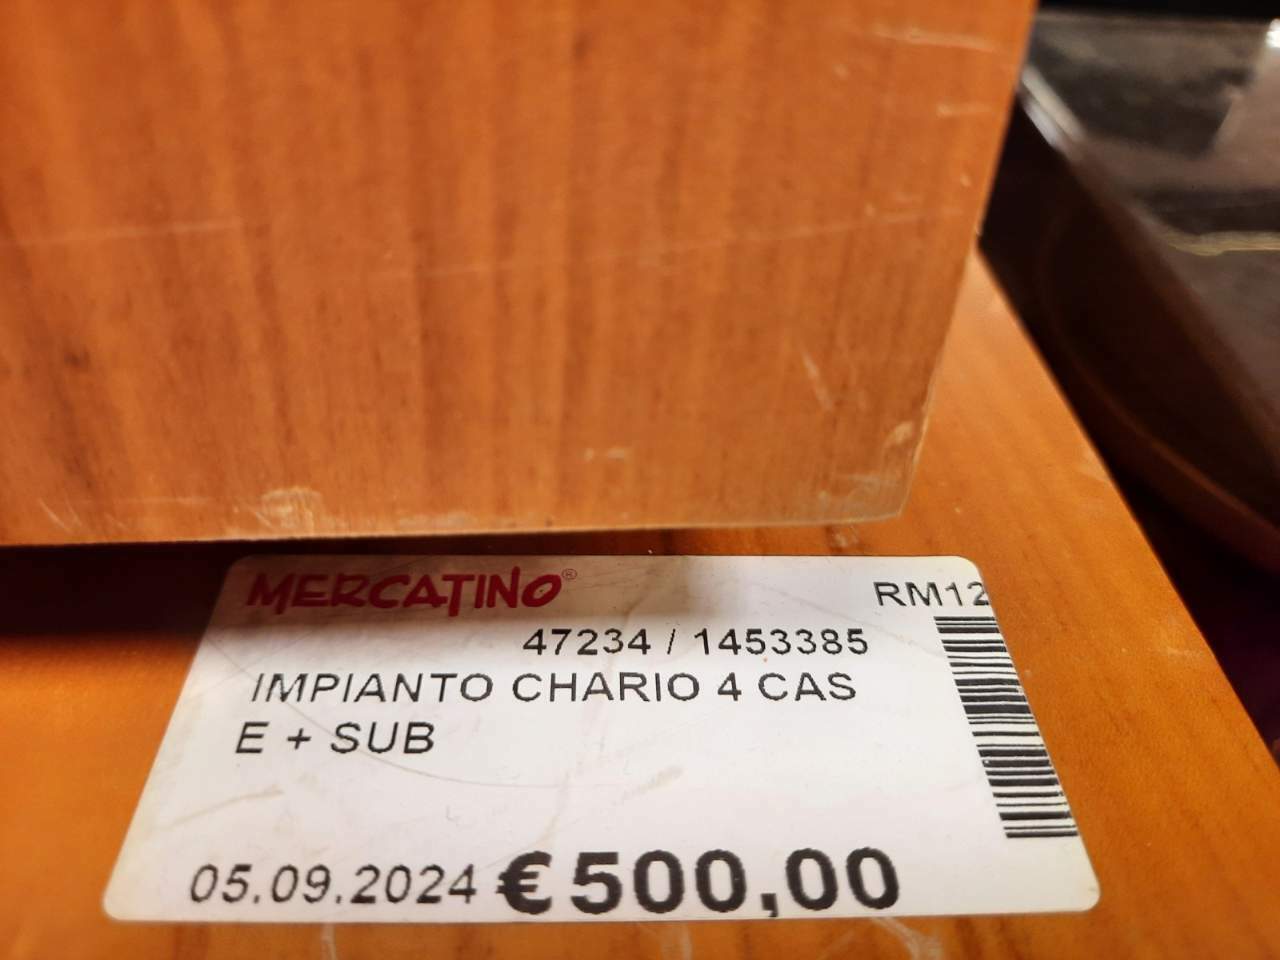 MERCATINO®
RM12
47234 / 1453385
IMPIANTO CHARIO 4 CAS
E + SUB
05.09.2024 €500,00